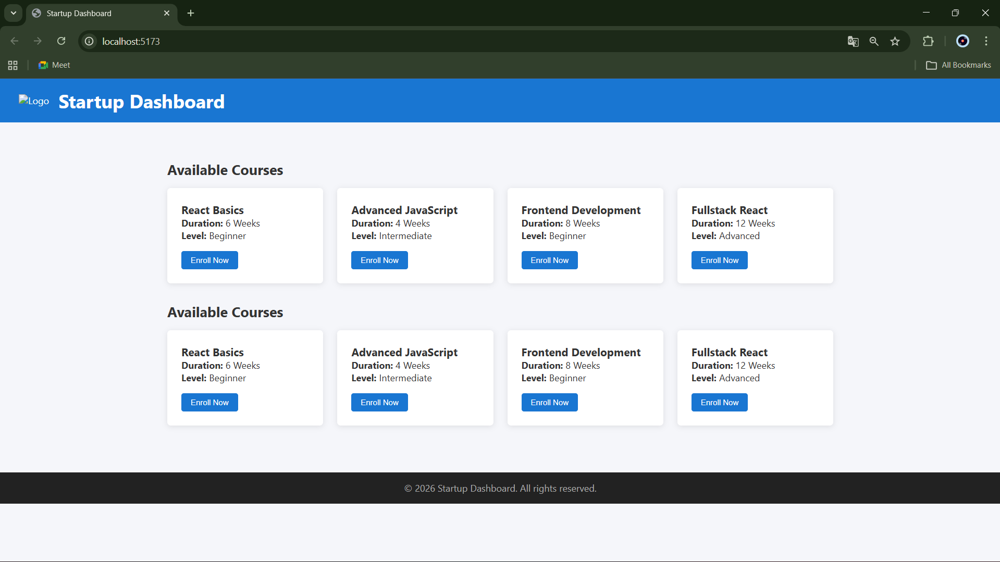 Startup Dashboard
localhost:5173
Meet
All Bookmarks
Logo
Startup Dashboard
Available Courses
React Basics
Duration: 6 Weeks
Level: Beginner
Enroll Now
Advanced JavaScript
Duration: 4 Weeks
Level: Intermediate
Enroll Now
Frontend Development
Duration: 8 Weeks
Level: Beginner
Enroll Now
Fullstack React
Duration: 12 Weeks
Level: Advanced
Enroll Now
Available Courses
React Basics
Duration: 6 Weeks
Level: Beginner
Enroll Now
Advanced JavaScript
Duration: 4 Weeks
Level: Intermediate
Enroll Now
Frontend Development
Duration: 8 Weeks
Level: Beginner
Enroll Now
Fullstack React
Duration: 12 Weeks
Level: Advanced
Enroll Now
© 2026 Startup Dashboard. All rights reserved.